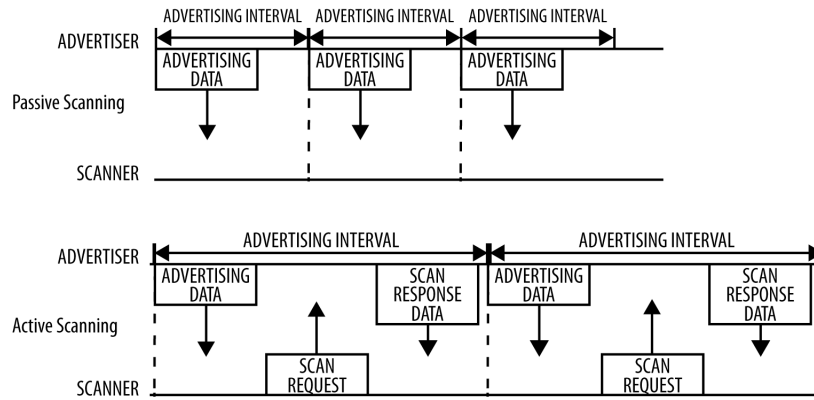 ADVERTISING INTERVAL ADVERTISING INTERVAL ADVERTISING INTERVAL
ADVERTISER
ADVERTISING DATA
ADVERTISING DATA
ADVERTISING DATA
Passive Scanning
SCANNER
ADVERTISING INTERVAL ADVERTISING INTERVAL
ADVERTISER
ADVERTISING DATA
SCAN RESPONSE DATA
ADVERTISING DATA
SCAN RESPONSE DATA
Active Scanning
SCAN REQUEST
SCAN REQUEST
SCANNER